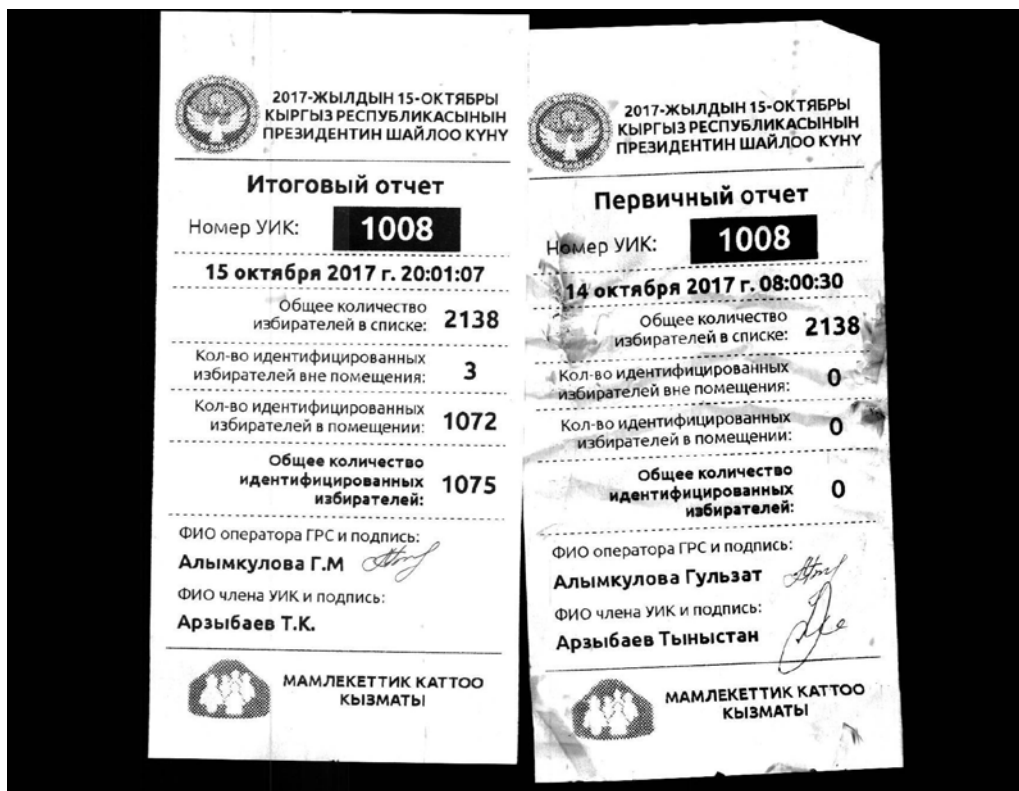 2017-ЖЫЛДЫН 15-ОКТЯБРЫ
КЫРГЫЗ РЕСПУБЛИКАСЫНЫН
ПРЕЗИДЕНТИН ШАЙЛОО КҮНҮ
Итоговый отчет
Номер УИК: 1008
15 октября 2017 г. 20:01:07
Общее количество
избирателей в списке: 2138
Кол-во идентифицированных
избирателей вне помещения: 3
Кол-во идентифицированных
избирателей в помещении: 1072
Общее количество
идентифицированных 1075
избирателей:
ФИО оператора ГРС и подпись:
Алымкулова Г.М
ФИО члена УИК и подпись:
Арзыбаев Т.К.
МАМЛЕКЕТТИК КАТТОО
КЫЗМАТЫ
2017-ЖЫЛДЫН 15-ОКТЯБРЫ
КЫРГЫЗ РЕСПУБЛИКАСЫНЫН
ПРЕЗИДЕНТИН ШАЙЛОО КҮНҮ
Первичный отчет
Номер УИК: 1008
14 октября 2017 г. 08:00:30
Общее количество
избирателей в списке: 2138
Кол-во идентифицированных
избирателей вне помещения: 0
Кол-во идентифицированных
избирателей в помещении: 0
Общее количество
идентифицированных 0
избирателей:
ФИО оператора ГРС и подпись:
Алымкулова Гульзат
ФИО члена УИК и подпись:
Арзыбаев Тыныстан
МАМЛЕКЕТТИК КАТТОО
КЫЗМАТЫ